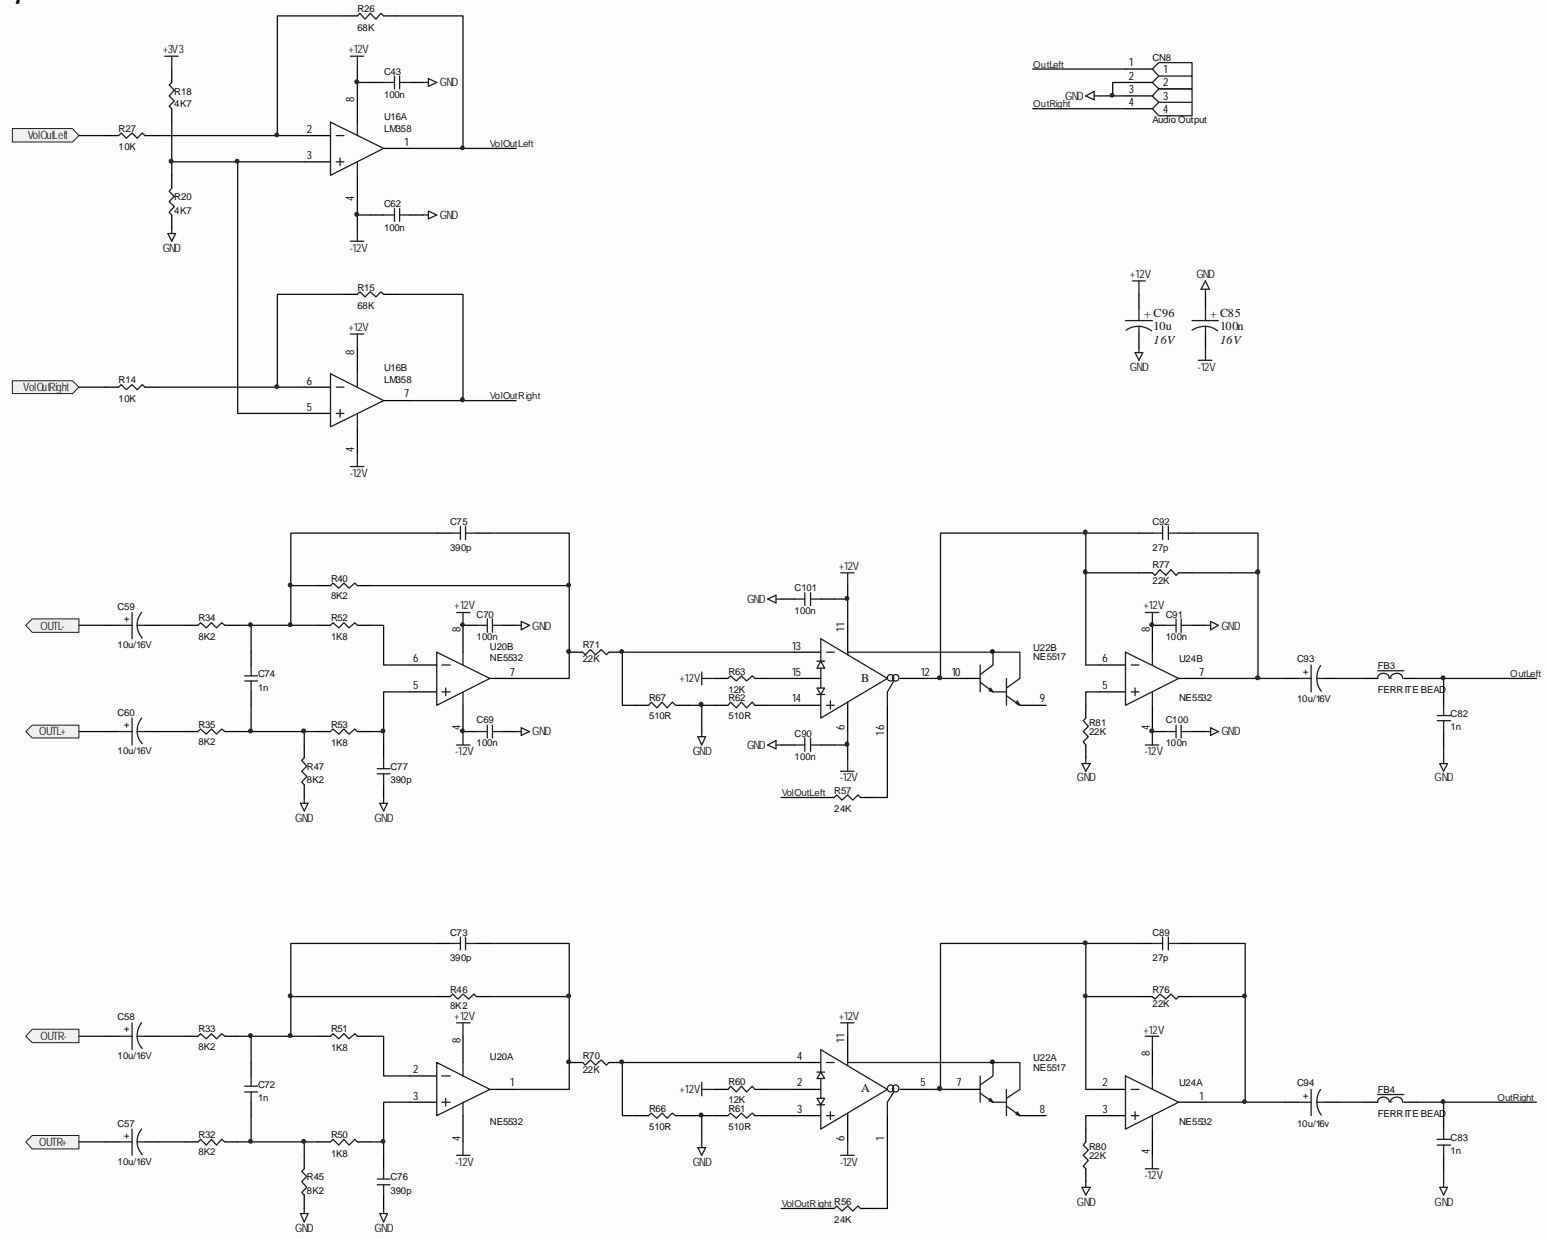 R26
68K
+3V3
+12V
C43
100n
GND
R18
4K7
8
U16A
LM358
VolOutLeft
R27
10K
2
3
1
VolOutLeft
R20
4K7
GND
4
C62
100n
GND
-12V
CN8
OutLeft
1
1
2
2
GND
3
3
OutRight
4
4
Audio Output
R15
68K
+12V
8
U16B
LM358
VolOutRight
R14
10K
6
5
7
VolOutRight
4
-12V
+12V
GND
+ C96
10u
16V
+ C85
100n
16V
GND
-12V
C75
390p
R40
8K2
C59
+
10u/16V
OUTL-
R34
8K2
R52
1K8
+12V
8
C70
100n
GND
U20B
NE5532
C74
1n
6
5
7
OUTL+
C60
+
10u/16V
R35
8K2
R53
1K8
4
C69
100n
GND
-12V
R47
8K2
C77
390p
GND
GND
R71
22K
+12V
C101
GND
100n
11
13
15
14
+12V
R63
12K
R67
510R
R62
510R
GND
B
12
10
U22B
NE5517
9
GND
C90
100n
6
16
-12V
VolOutLeft
R57
24K
C92
27p
R77
22K
+12V
8
C91
100n
GND
U24B
6
5
7
NE5532
R81
22K
4
C100
100n
GND
-12V
GND
C93
+
10u/16V
FB3
FERRITE BEAD
OutLeft
C82
1n
GND
C73
390p
R46
8K2
C58
+
10u/16V
OUTR-
R33
8K2
R51
1K8
+12V
8
U20A
C72
1n
2
3
1
NE5532
OUTR+
C57
+
10u/16V
R32
8K2
R50
1K8
4
-12V
R45
8K2
C76
390p
GND
GND
R70
22K
+12V
11
4
2
3
+12V
R60
12K
R66
510R
R61
510R
GND
A
5
7
U22A
NE5517
8
6
1
-12V
VolOutRight
R56
24K
C89
27p
R76
22K
+12V
8
U24A
2
3
1
NE5532
R80
22K
4
-12V
GND
C94
+
10u/16v
FB4
FERRITE BEAD
OutRight
C83
1n
GND